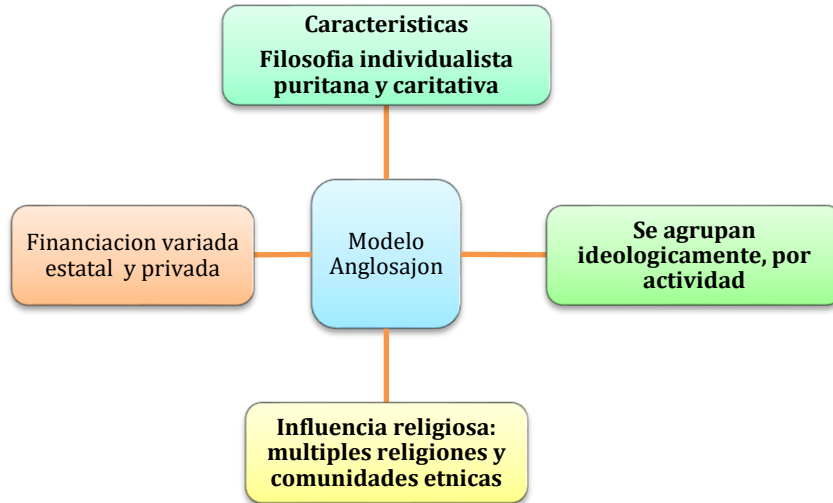 Caracteristicas
Filosofia individualista
puritana y caritativa
Financiacion variada
estatal y privada
Modelo
Anglosajon
Se agrupan
ideologicamente, por
actividad
Influencia religiosa:
multiples religiones y
comunidades etnicas